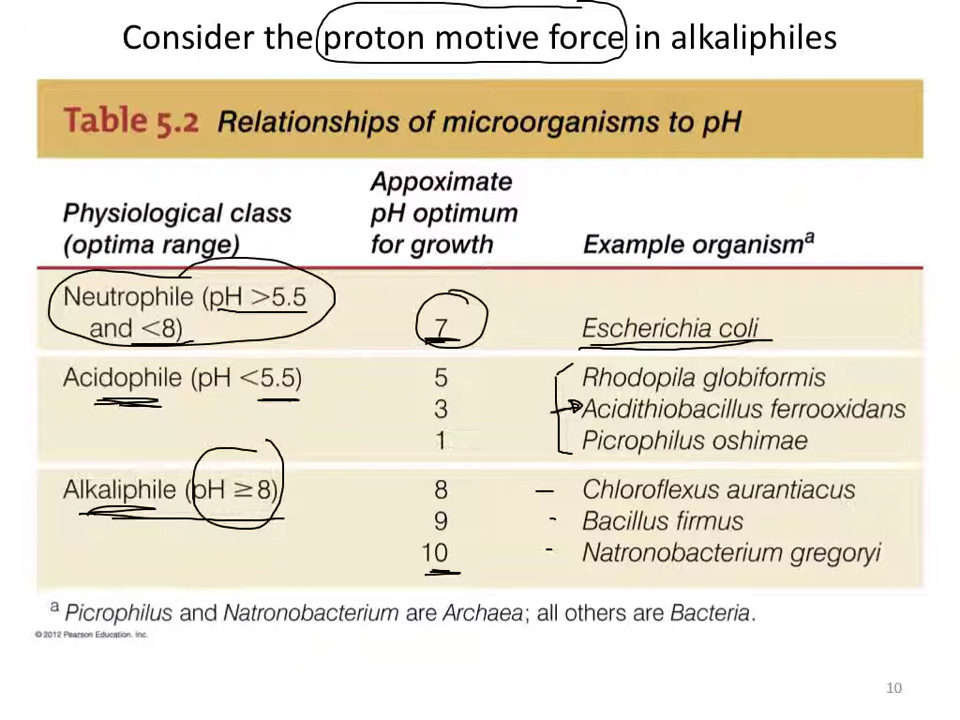 Consider the proton motive force in alkaliphiles
Table 5.2 Relationships of microorganisms to pH
Physiological class (optima range)
Appoximate pH optimum for growth
Example organismᵃ
Neutrophile (pH >5.5 and <8)
7
Escherichia coli
Acidophile (pH <5.5)
5 Rhodopila globiformis
3 Acidithiobacillus ferrooxidans
1 Picrophilus oshimae
Alkaliphile (pH ≥8)
8 Chloroflexus aurantiacus
9 Bacillus firmus
10 Natronobacterium gregoryi
ᵃ Picrophilus and Natronobacterium are Archaea; all others are Bacteria.
© 2012 Pearson Education, Inc.
10